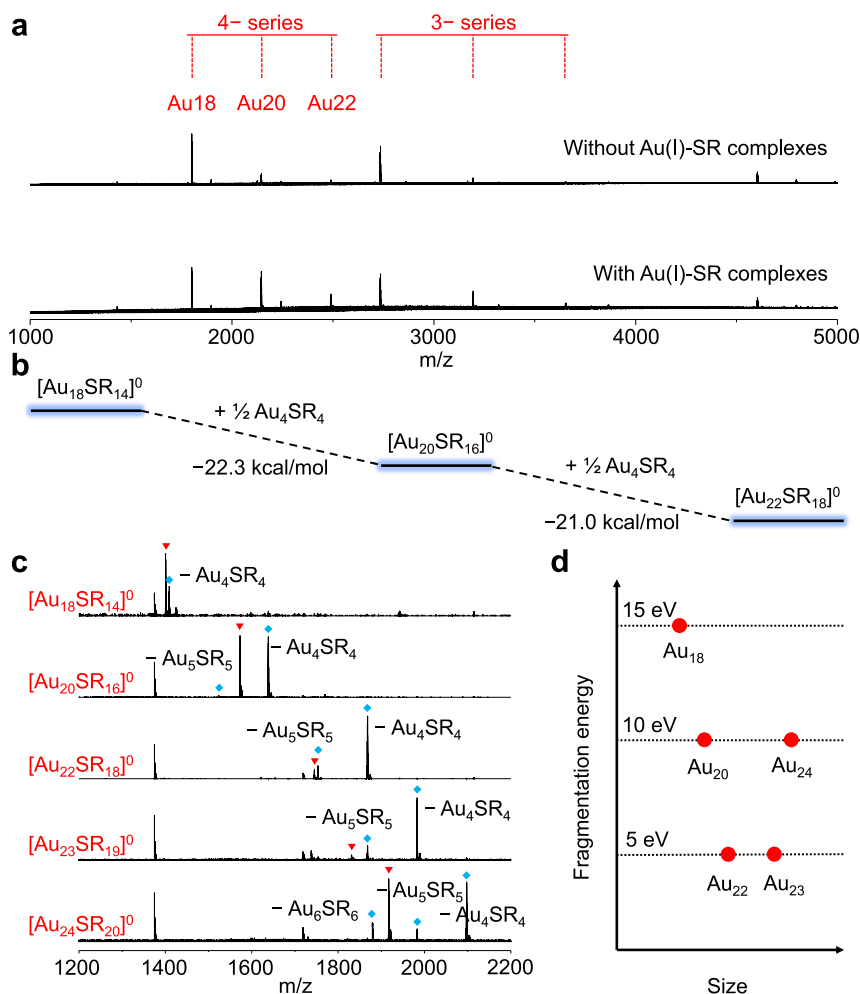 a
4− series
3− series
Au18
Au20
Au22
Without Au(I)-SR complexes
With Au(I)-SR complexes
1000
2000
3000
4000
5000
m/z
b
[Au₁₈SR₁₄]⁰
+ ½ Au₄SR₄
−22.3 kcal/mol
[Au₂₀SR₁₆]⁰
+ ½ Au₄SR₄
−21.0 kcal/mol
[Au₂₂SR₁₈]⁰
c
− Au₄SR₄
[Au₁₈SR₁₄]⁰
− Au₅SR₅
− Au₄SR₄
[Au₂₀SR₁₆]⁰
− Au₅SR₅
− Au₄SR₄
[Au₂₂SR₁₈]⁰
− Au₅SR₅
− Au₄SR₄
[Au₂₃SR₁₉]⁰
− Au₆SR₆
− Au₅SR₅
− Au₄SR₄
[Au₂₄SR₂₀]⁰
1200
1400
1600
1800
2000
2200
m/z
d
Fragmentation energy
15 eV
Au₁₈
10 eV
Au₂₀
Au₂₄
5 eV
Au₂₂
Au₂₃
Size